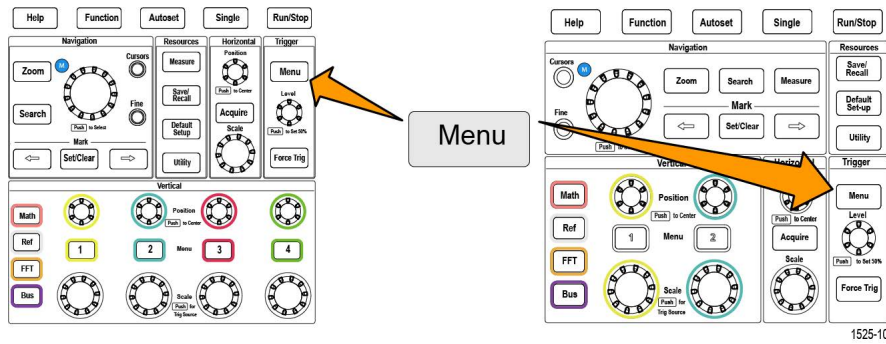 Help Function Autoset Single Run/Stop
Navigation Resources Horizontal Trigger
Zoom M Cursors Measure Position Menu
Push to Center
Search Fine Save/Recall Acquire Level
Push to Select Default Setup Scale Push to Set 50%
Mark
Set/Clear Utility Force Trig
Vertical
Math Position
Push to Center
Ref 1 2 Menu 3 4
FFT
Bus Scale
Push for
Trig Source
Menu
Help Function Autoset Single Run/Stop
Navigation Resources
Cursors M Zoom Search Measure Save/Recall
Mark Default Set-up
Fine Set/Clear Utility
Push to
Vertical Horizontal Trigger
Math Position Menu
Push to Center Push to Center Level
Ref 1 Menu 2 Acquire
FFT Scale Push to Set 50%
Bus Scale Force Trig
Push for
Trig Source
1525-10